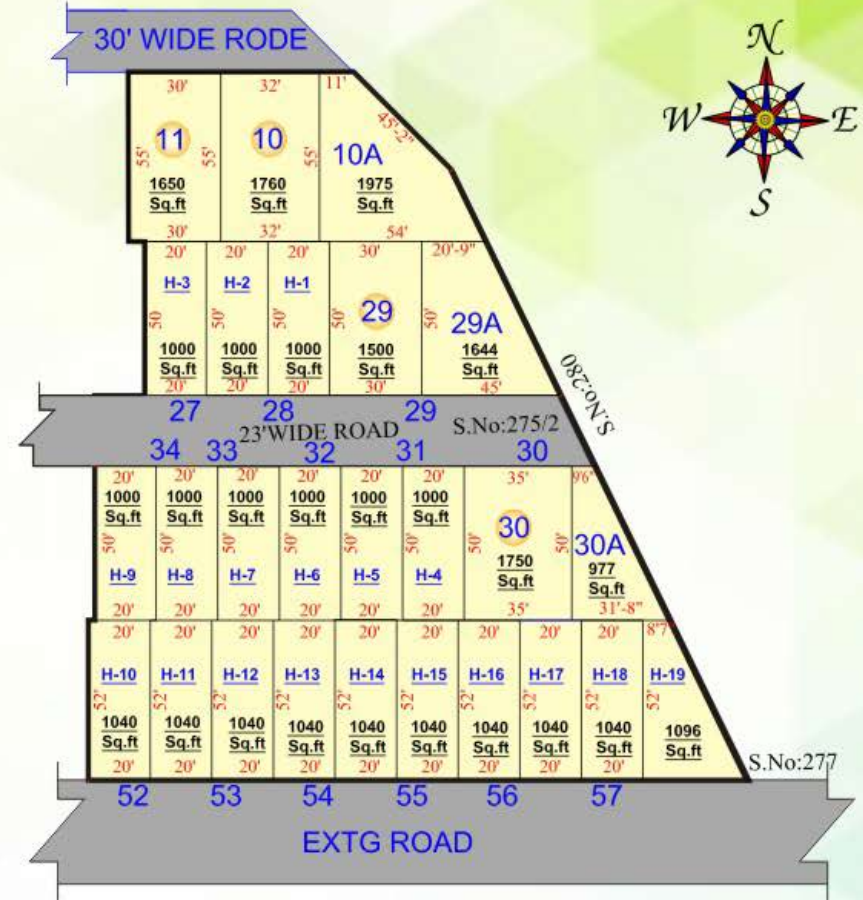 30' WIDE RODE
N
W E
S
30' 32' 11'
45'-2"
11 10 10A
55' 55' 55'
1650 1760 1975
Sq.ft Sq.ft Sq.ft
30' 32' 54'
20' 20' 20' 30' 20'-9"
H-3 H-2 H-1
29 29A
50' 50' 50'
1000 1000 1000 1500 1644
Sq.ft Sq.ft Sq.ft Sq.ft Sq.ft
20' 20' 20' 30' 45'
S.No:280
27 28 29
23'WIDE ROAD S.No:275/2
34 33 32 31 30
20' 20' 20' 20' 20' 20' 35' 9'6"
1000 1000 1000 1000 1000 1000
Sq.ft Sq.ft Sq.ft Sq.ft Sq.ft Sq.ft
30 30A
50' 50' 50' 50' 50' 50' 50'
1750 977
Sq.ft Sq.ft
H-9 H-8 H-7 H-6 H-5 H-4
20' 20' 20' 20' 20' 20' 35' 31'-8"
20' 20' 20' 20' 20' 20' 20' 20' 20' 8'7"
H-10 H-11 H-12 H-13 H-14 H-15 H-16 H-17 H-18 H-19
52' 52' 52' 52' 52' 52' 52' 52' 52'
1040 1040 1040 1040 1040 1040 1040 1040 1040 1096
Sq.ft Sq.ft Sq.ft Sq.ft Sq.ft Sq.ft Sq.ft Sq.ft Sq.ft Sq.ft
20' 20' 20' 20' 20' 20' 20' 20' 20'
S.No:277
52 53 54 55 56 57
EXTG ROAD